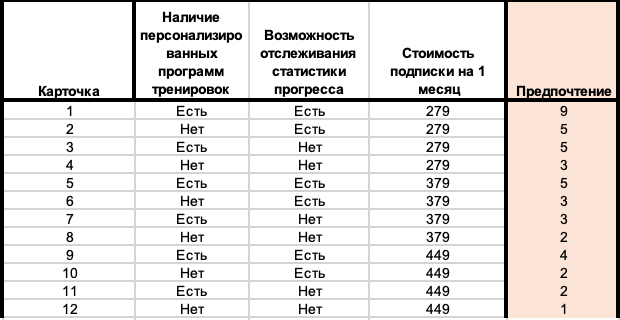 Карточка Наличие персонализированных программ тренировок Возможность отслеживания статистики прогресса Стоимость подписки на 1 месяц Предпочтение
1 Есть Есть 279 9
2 Нет Есть 279 5
3 Есть Нет 279 5
4 Нет Нет 279 3
5 Есть Есть 379 5
6 Нет Есть 379 3
7 Есть Нет 379 3
8 Нет Нет 379 2
9 Есть Есть 449 4
10 Нет Есть 449 2
11 Есть Нет 449 2
12 Нет Нет 449 1